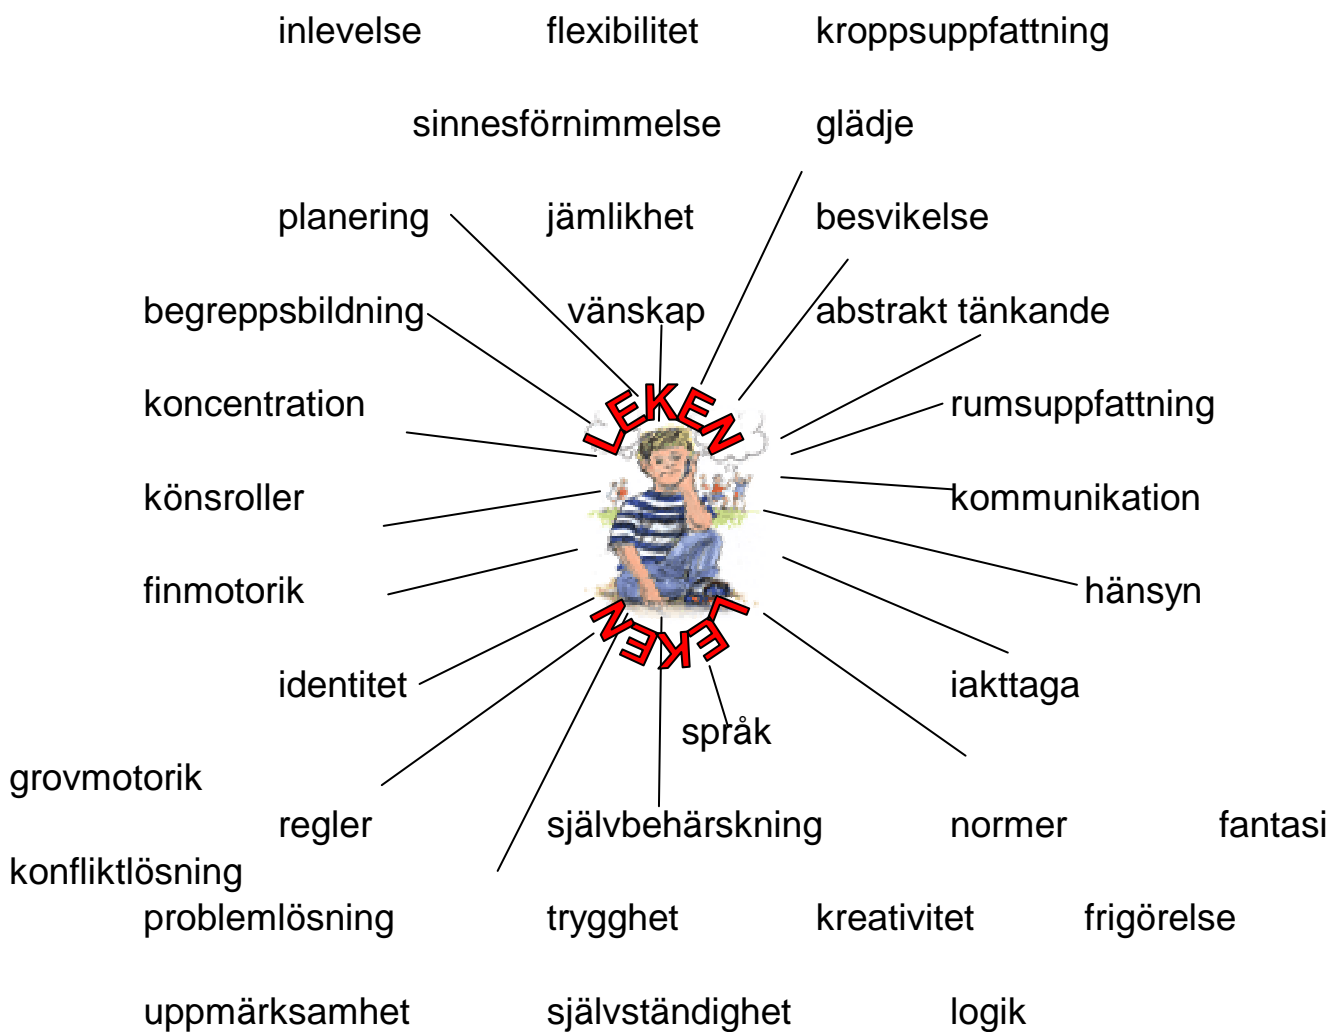 inlevelse flexibilitet kroppsuppfattning
sinnesförnimmelse glädje
planering jämlikhet besvikelse
begreppsbildning vänskap abstrakt tänkande
LEKEN
koncentration rumsuppfattning
könsroller kommunikation
finmotorik hänsyn
LEKEN
identitet iakttaga
språk
grovmotorik
regler självbehärskning normer fantasi
konfliktlösning
problemlösning trygghet kreativitet frigörelse
uppmärksamhet självständighet logik